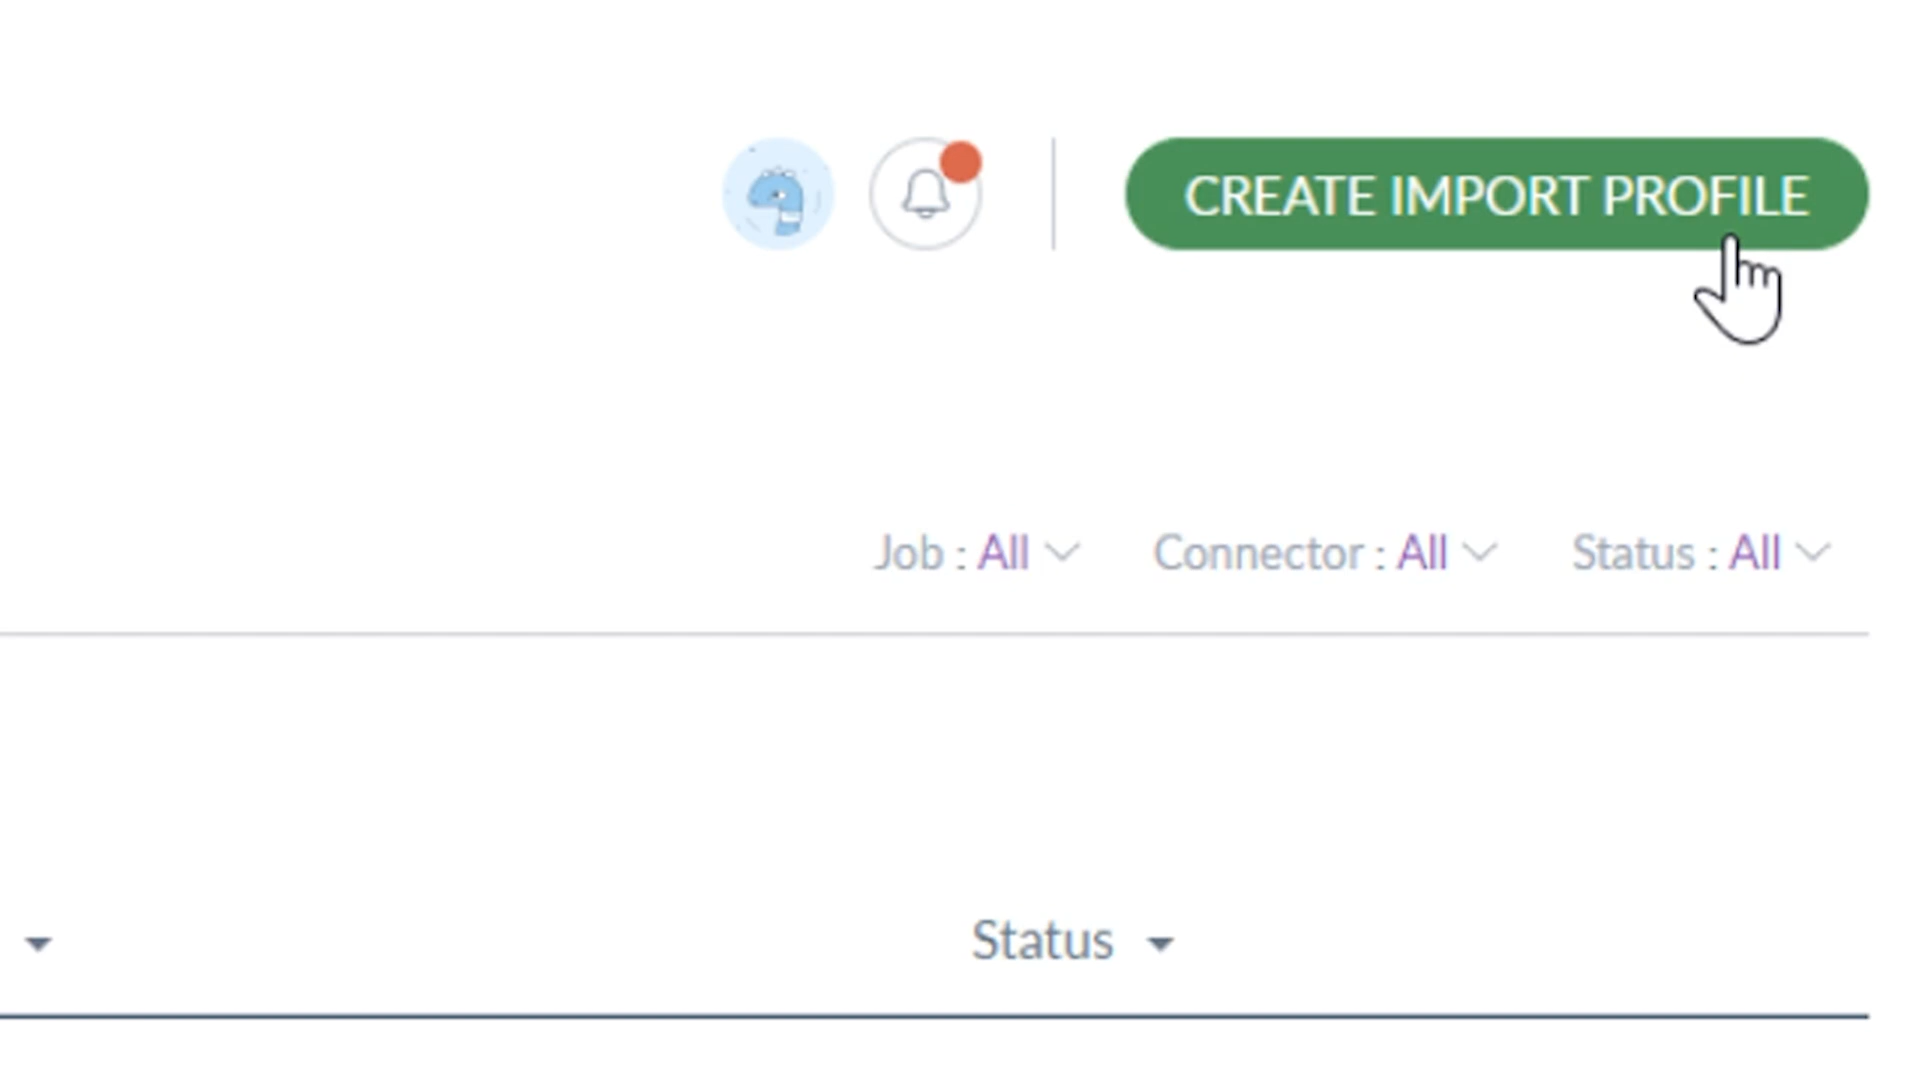 CREATE IMPORT PROFILE
Job : All Connector : All Status : All
Status